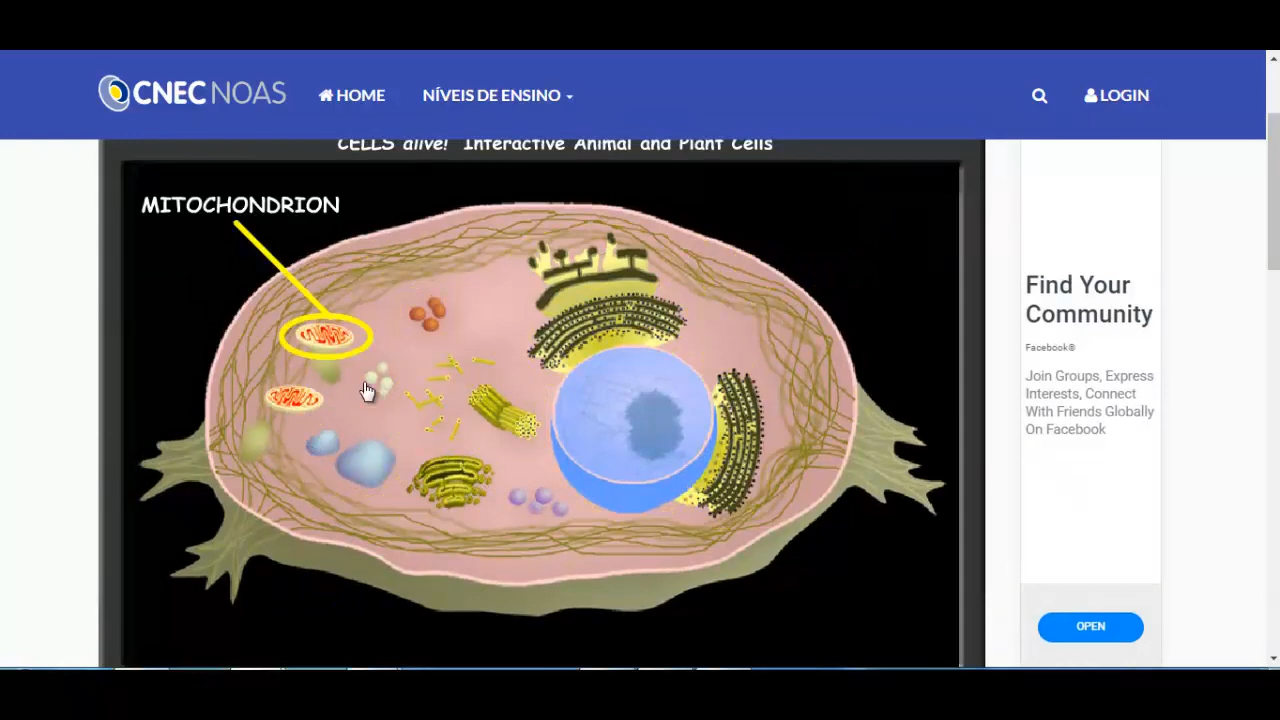 CNEC NOAS HOME NÍVEIS DE ENSINO LOGIN
CELLS alive! Interactive Animal and Plant Cells
MITOCHONDRION
Find Your
Community
Facebook®
Join Groups, Express
Interests, Connect
With Friends Globally
On Facebook
OPEN